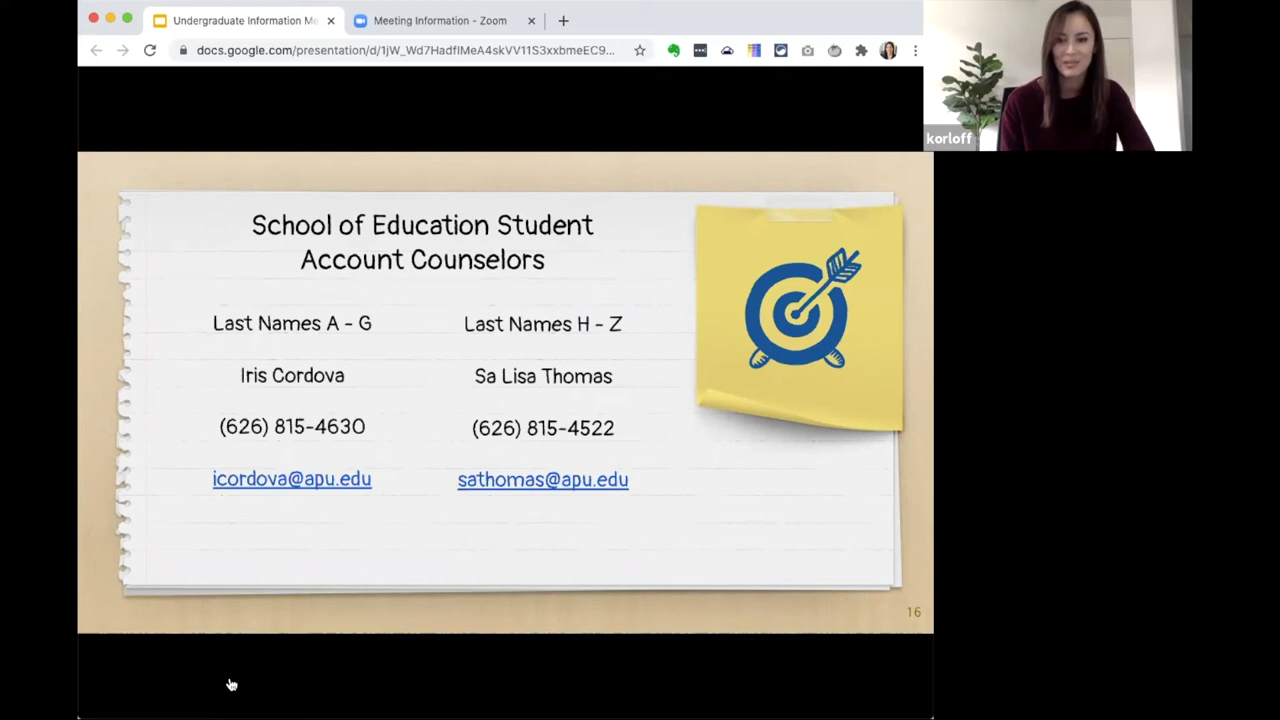 Undergraduate Information Me
Meeting Information - Zoom
docs.google.com/presentation/d/1jW_Wd7HadfIMeA4skVV11S3xxbmeEC9...
korloff
School of Education Student
Account Counselors
Last Names A - G
Last Names H - Z
Iris Cordova
Sa Lisa Thomas
(626) 815-4630
(626) 815-4522
icordova@apu.edu
sathomas@apu.edu
16